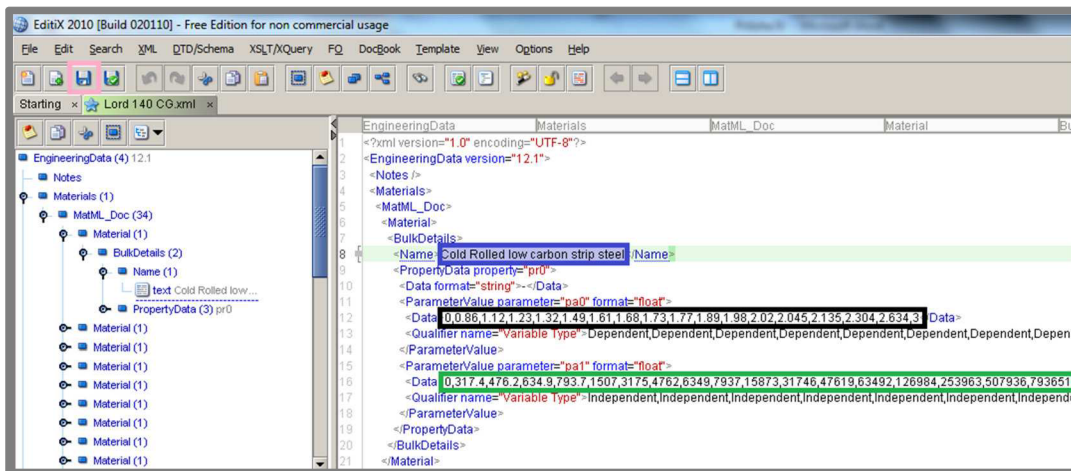 EditiX 2010 [Build 020110] - Free Edition for non commercial usage
File Edit Search XML DTD/Schema XSLT/XQuery FO DocBook Template View Options Help
Starting × Lord 140 CG.xml ×
EngineeringData (4) 12.1
Notes
Materials (1)
MatML_Doc (34)
Material (1)
BulkDetails (2)
Name (1)
text Cold Rolled low...
PropertyData (3) pr0
Material (1)
Material (1)
Material (1)
Material (1)
Material (1)
Material (1)
Material (1)
Material (1)
EngineeringData Materials MatML_Doc Material Bu
1 <?xml version="1.0" encoding="UTF-8"?>
2 <EngineeringData version="12.1">
3 <Notes />
4 <Materials>
5 <MatML_Doc>
6 <Material>
7 <BulkDetails>
8 <Name>Cold Rolled low carbon strip steel</Name>
9 <PropertyData property="pr0">
10 <Data format="string">-</Data>
11 <ParameterValue parameter="pa0" format="float">
12 <Data>0,0.86,1.12,1.23,1.32,1.49,1.61,1.68,1.73,1.77,1.89,1.98,2.02,2.045,2.135,2.304,2.634,3</Data>
13 <Qualifier name="Variable Type">Dependent,Dependent,Dependent,Dependent,Dependent,Dependent,Dependent,Depen
14 </ParameterValue>
15 <ParameterValue parameter="pa1" format="float">
16 <Data>0,317.4,476.2,634.9,793.7,1507,3175,4762,6349,7937,15873,31746,47619,63492,126984,253963,507936,793651
17 <Qualifier name="Variable Type">Independent,Independent,Independent,Independent,Independent,Independent,Independ
18 </ParameterValue>
19 </PropertyData>
20 </BulkDetails>
21 </Material>